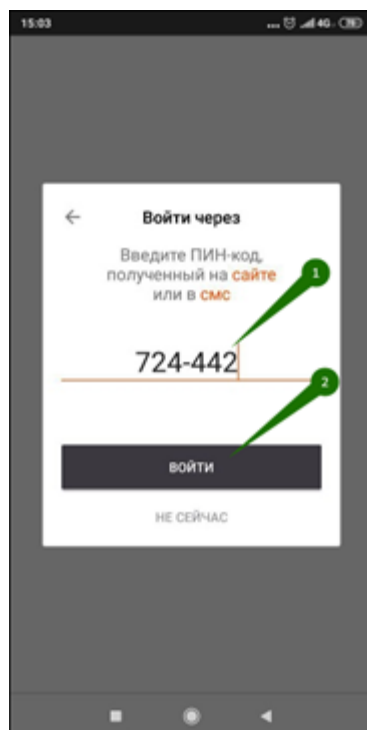 15:03
4G
Войти через
Введите ПИН-код,
полученный на сайте
или в смс
1
724-442
2
ВОЙТИ
НЕ СЕЙЧАС